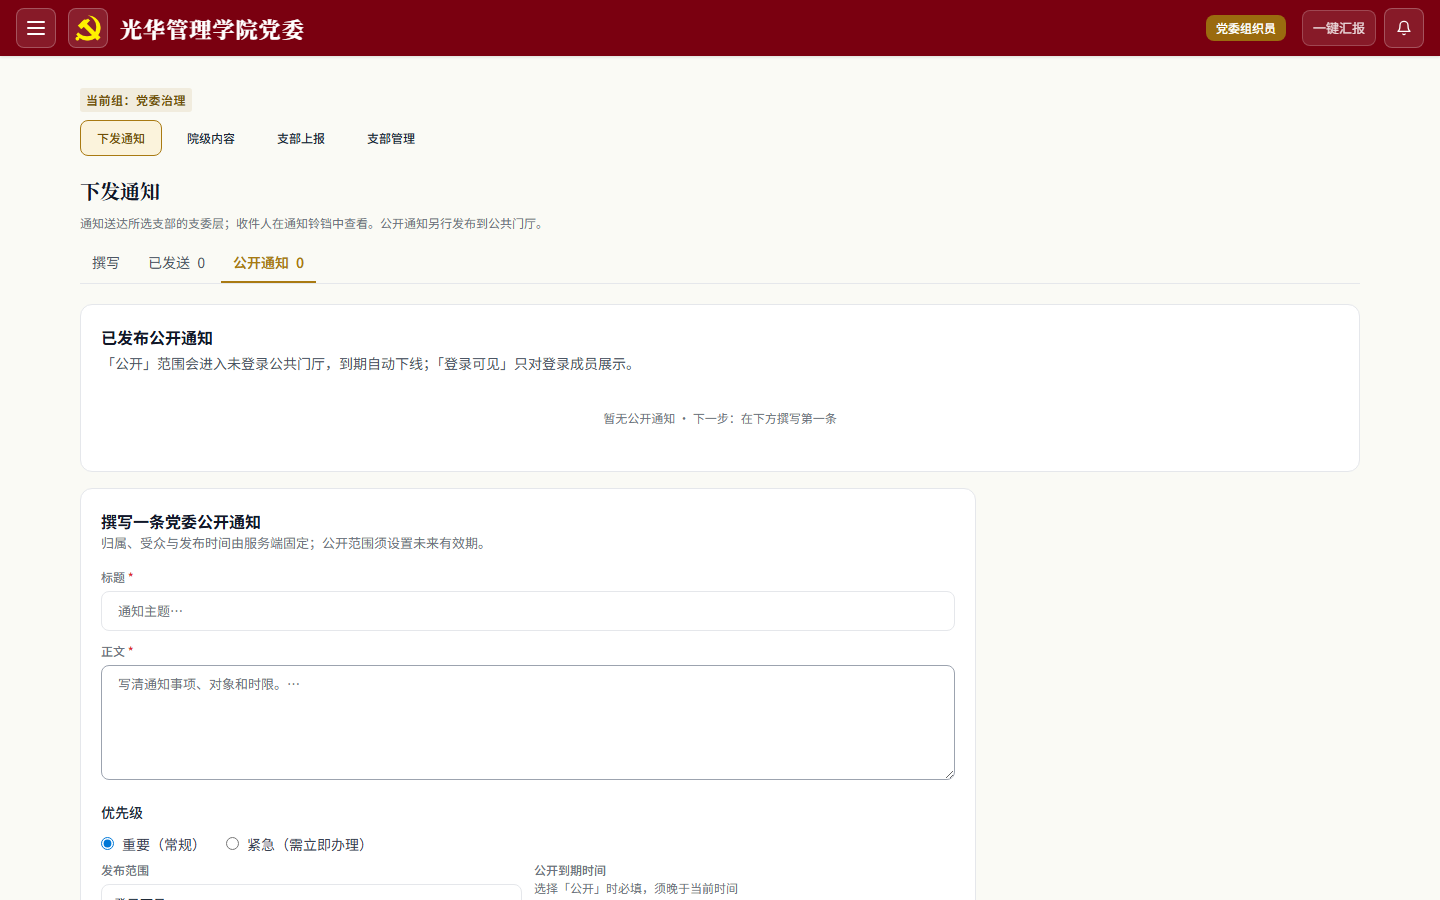 光华管理学院党委
党委组织员
一键汇报
当前组：党委治理
下发通知 院级内容 支部上报 支部管理
下发通知
通知送达所选支部的支委层；收件人在通知铃铛中查看。公开通知另行发布到公共门厅。
撰写 已发送 0 公开通知 0
已发布公开通知
「公开」范围会进入未登录公共门厅，到期自动下线；「登录可见」只对登录成员展示。
暂无公开通知 · 下一步：在下方撰写第一条
撰写一条党委公开通知
归属、受众与发布时间由服务端固定；公开范围须设置未来有效期。
标题 *
通知主题…
正文 *
写清通知事项、对象和时限。…
优先级
重要（常规） 紧急（需立即办理）
发布范围
公开到期时间
选择「公开」时必填，须晚于当前时间